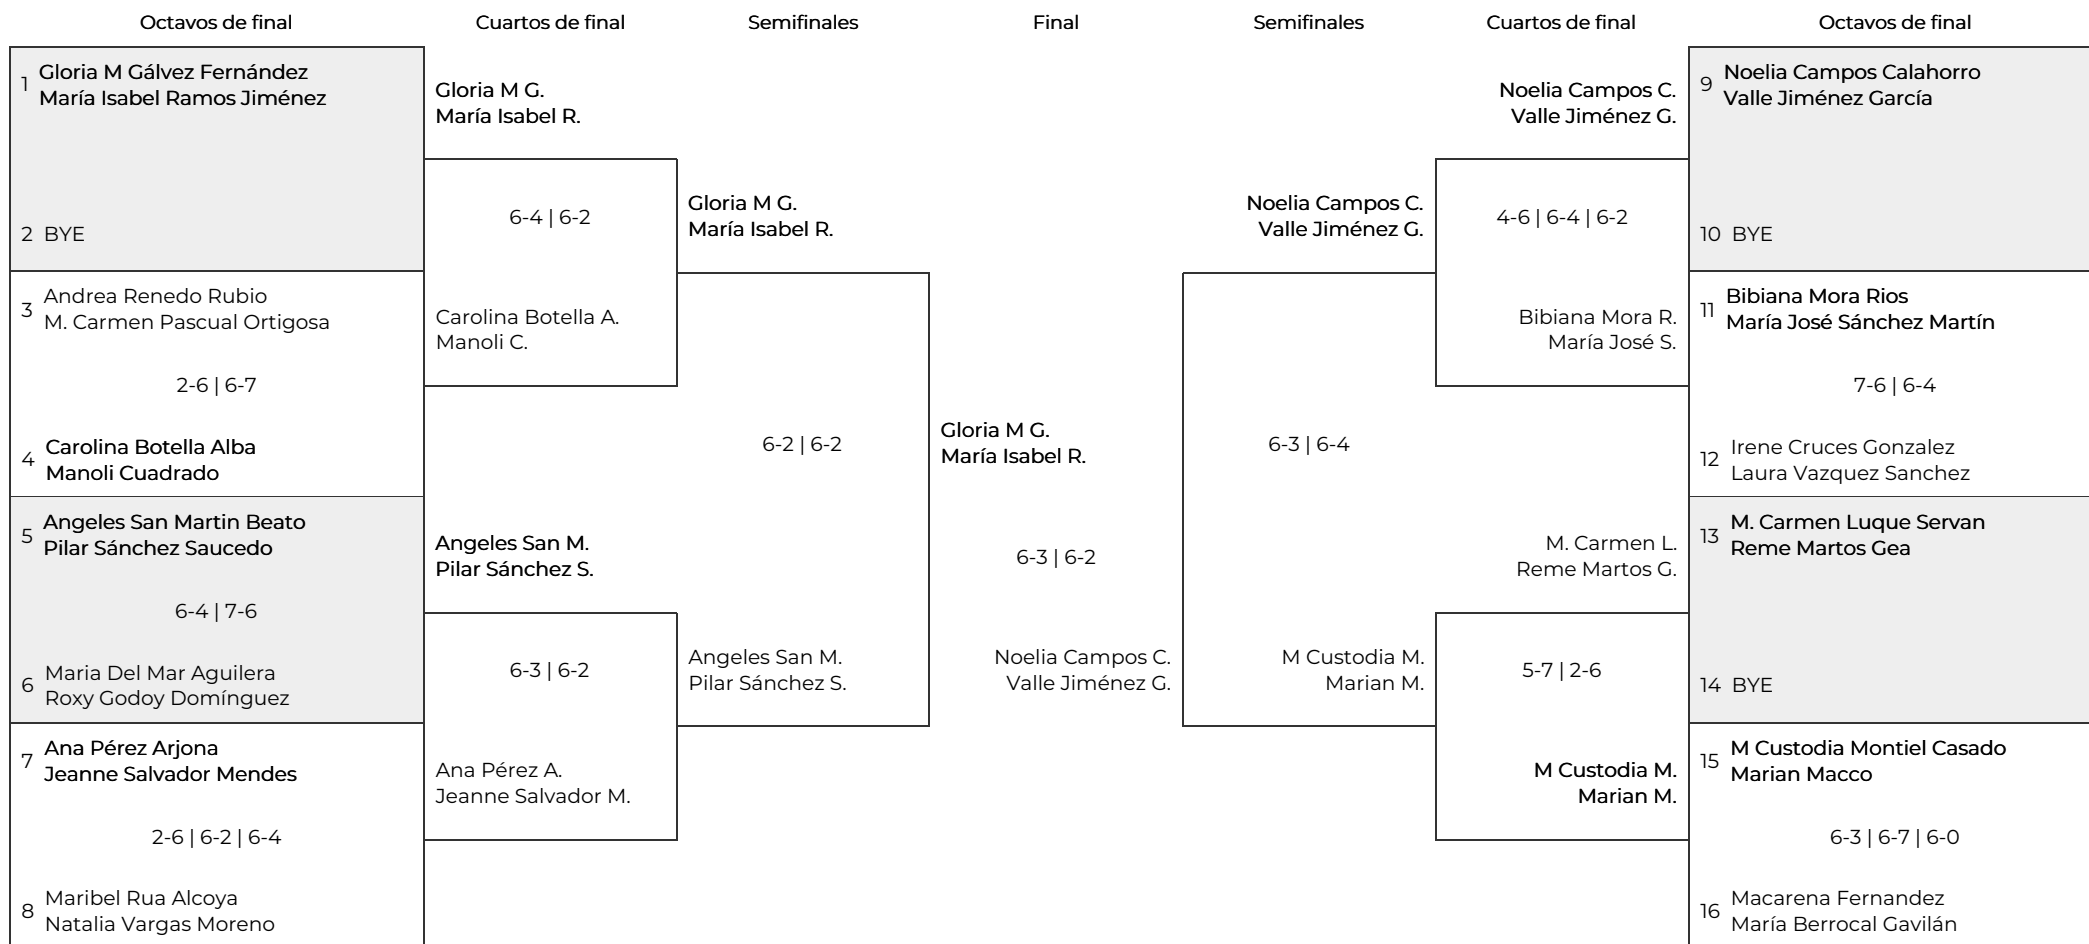 Octavos de final
Cuartos de final
Semifinales
Final
Semifinales
Cuartos de final
Octavos de final
1
Gloria M Gálvez Fernández
María Isabel Ramos Jiménez
2 BYE
3
Andrea Renedo Rubio
M. Carmen Pascual Ortigosa
2-6 | 6-7
4
Carolina Botella Alba
Manoli Cuadrado
5
Angeles San Martin Beato
Pilar Sánchez Saucedo
6-4 | 7-6
6
Maria Del Mar Aguilera
Roxy Godoy Domínguez
7
Ana Pérez Arjona
Jeanne Salvador Mendes
2-6 | 6-2 | 6-4
8
Maribel Rua Alcoya
Natalia Vargas Moreno
Gloria M G.
María Isabel R.
6-4 | 6-2
Carolina Botella A.
Manoli C.
Angeles San M.
Pilar Sánchez S.
6-3 | 6-2
Ana Pérez A.
Jeanne Salvador M.
Gloria M G.
María Isabel R.
6-2 | 6-2
Angeles San M.
Pilar Sánchez S.
Gloria M G.
María Isabel R.
6-3 | 6-2
Noelia Campos C.
Valle Jiménez G.
Noelia Campos C.
Valle Jiménez G.
6-3 | 6-4
M Custodia M.
Marian M.
Noelia Campos C.
Valle Jiménez G.
4-6 | 6-4 | 6-2
Bibiana Mora R.
María José S.
M. Carmen L.
Reme Martos G.
5-7 | 2-6
M Custodia M.
Marian M.
9
Noelia Campos Calahorro
Valle Jiménez García
10 BYE
11
Bibiana Mora Rios
María José Sánchez Martín
7-6 | 6-4
12
Irene Cruces Gonzalez
Laura Vazquez Sanchez
13
M. Carmen Luque Servan
Reme Martos Gea
14 BYE
15
M Custodia Montiel Casado
Marian Macco
6-3 | 6-7 | 6-0
16
Macarena Fernandez
María Berrocal Gavilán